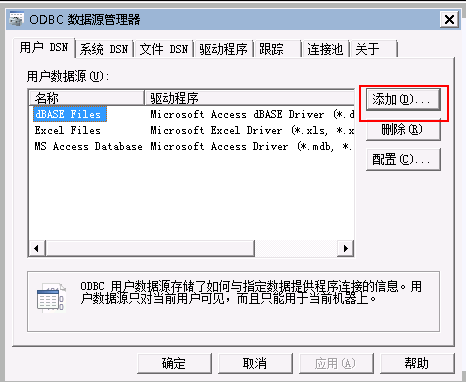 ODBC 数据源管理器
用户 DSN 系统 DSN 文件 DSN 驱动程序 跟踪 连接池 关于
用户数据源(U):
名称 驱动程序
添加(D)...
dBASE Files Microsoft Access dBASE Driver (*.d
Excel Files Microsoft Excel Driver (*.xls, *.x
删除(R)
MS Access Database Microsoft Access Driver (*.mdb, *.
配置(C)...
ODBC 用户数据源存储了如何与指定数据提供程序连接的信息。用
户数据源只对当前用户可见，而且只能用于当前机器上。
确定 取消 应用(A) 帮助